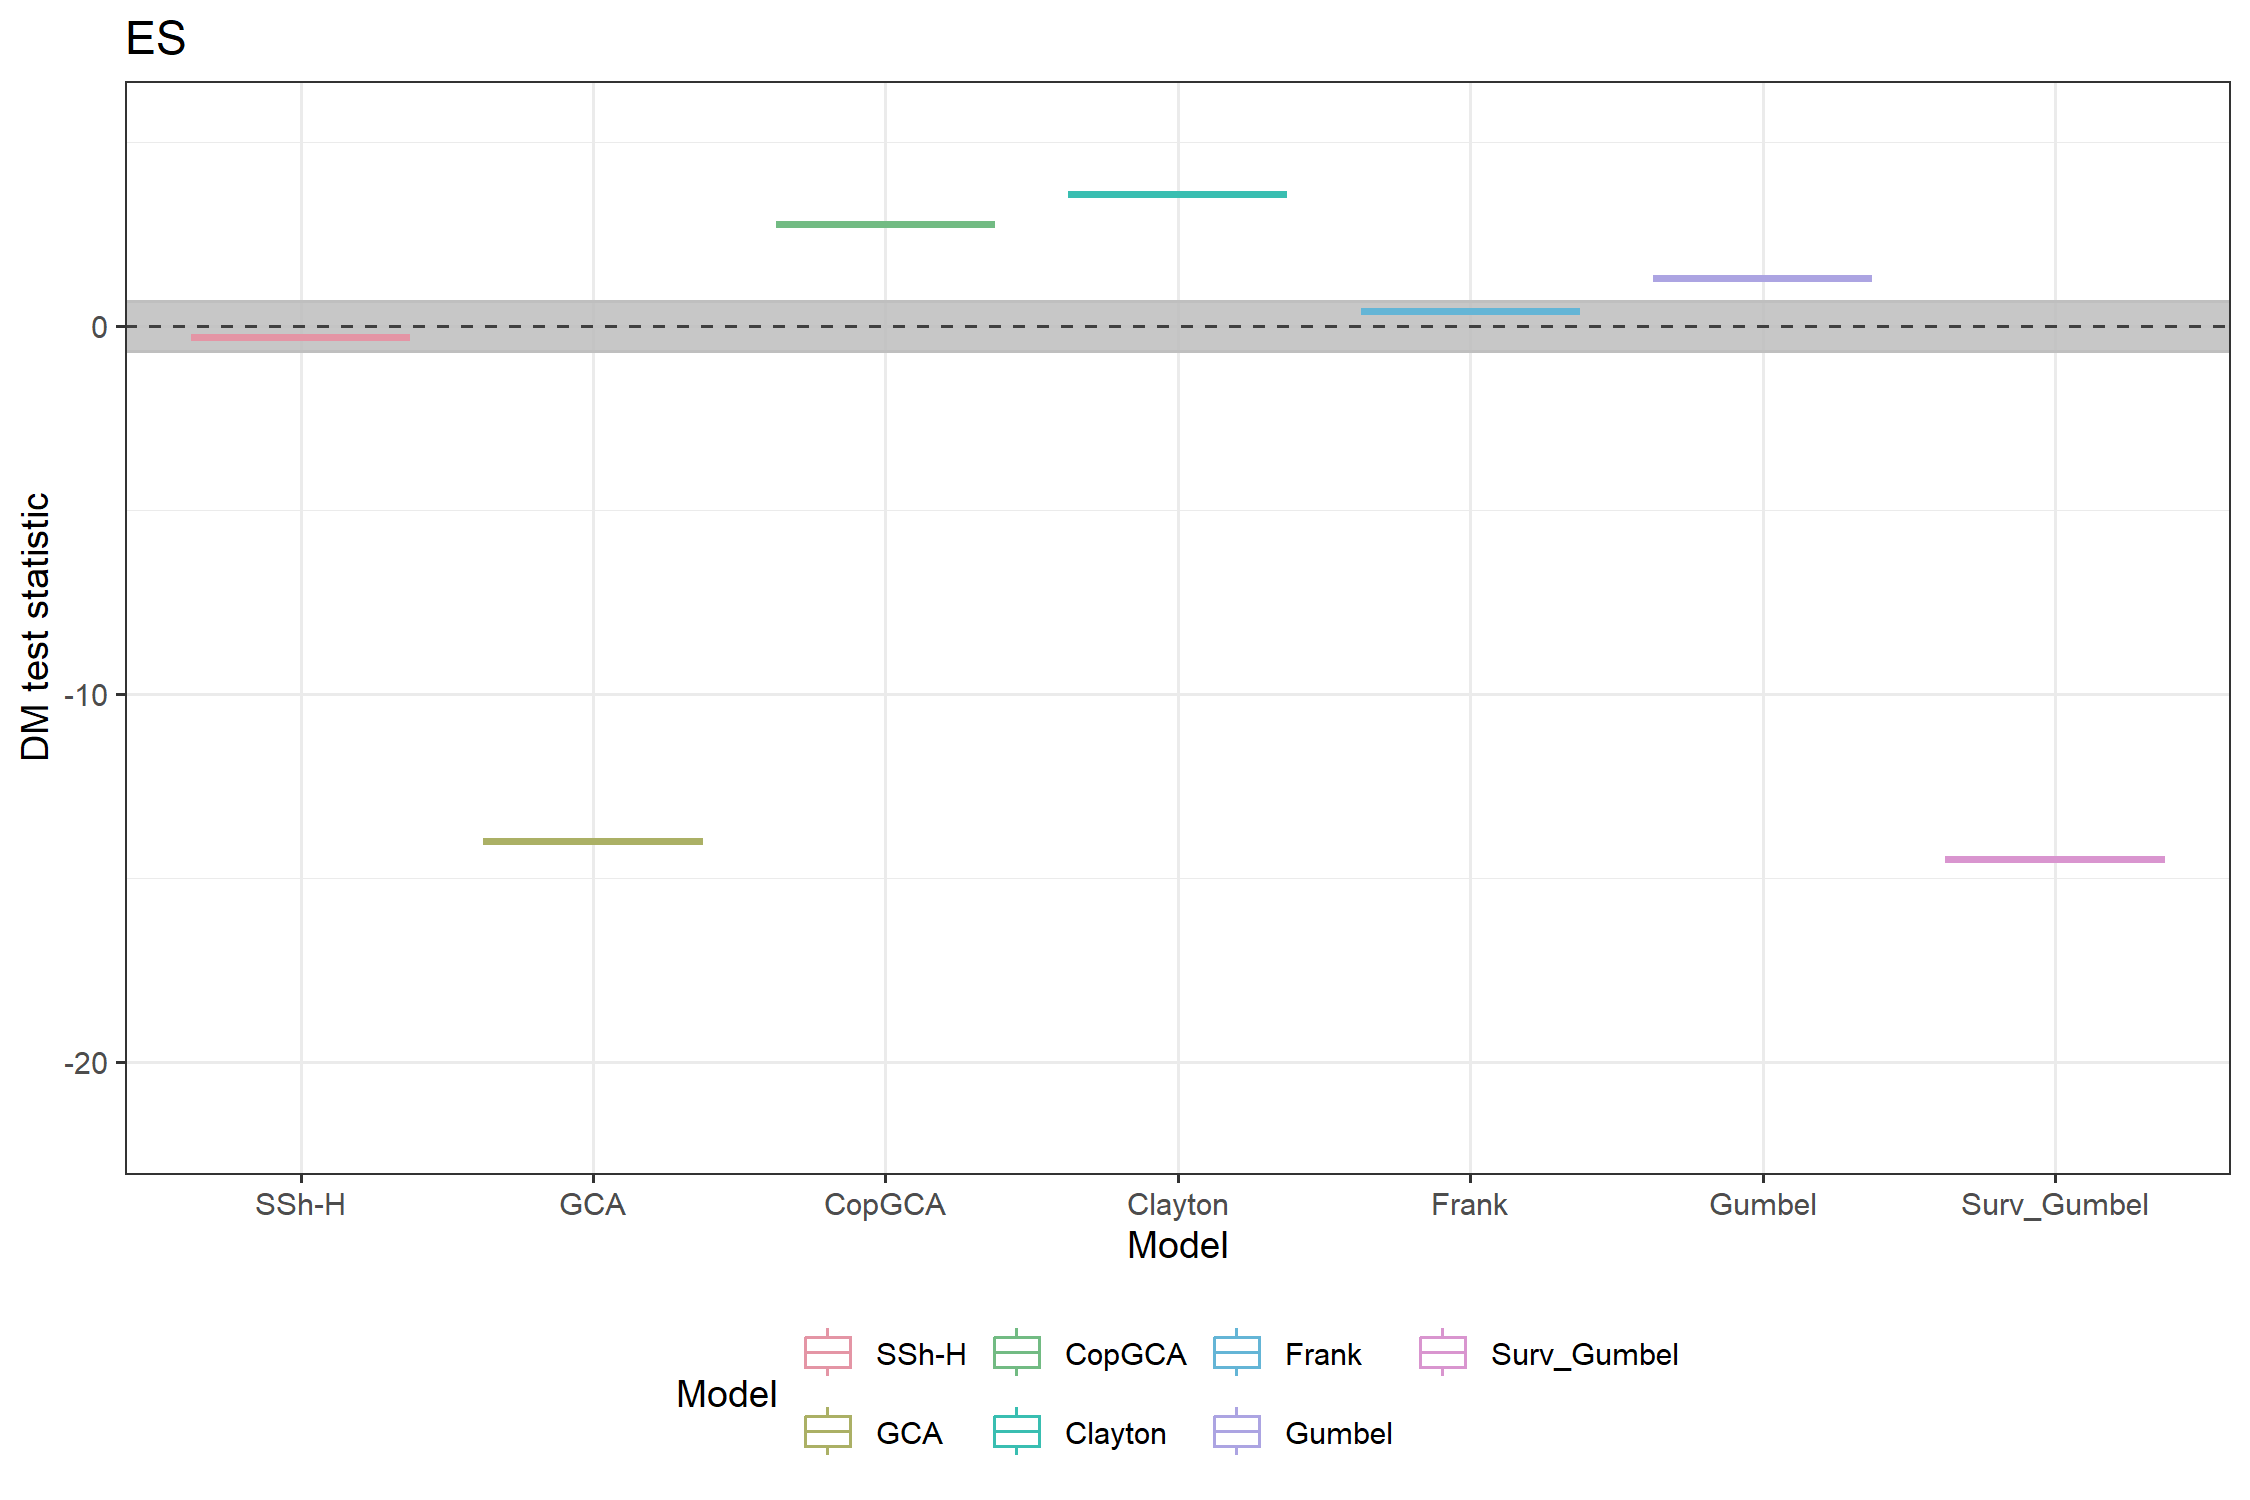 ES
DM test statistic
0
-10
-20
SSh-H GCA CopGCA Clayton Frank Gumbel Surv_Gumbel
Model
Model
SSh-H CopGCA Frank Surv_Gumbel
GCA Clayton Gumbel